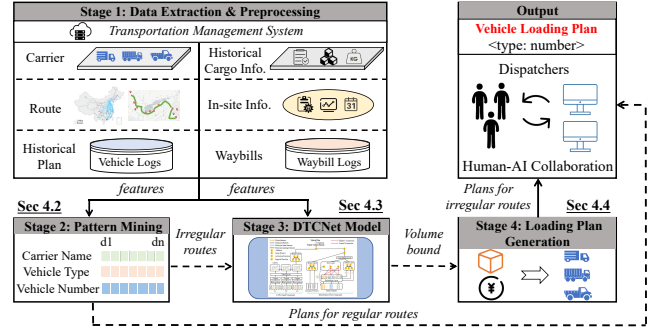 Stage 1: Data Extraction & Preprocessing
Transportation Management System
Carrier
Historical
Cargo Info.
KG
Route
In-site Info.
31
Historical
Plan
Vehicle Logs
Waybills
Waybill Logs
Output
Vehicle Loading Plan
<type: number>
Dispatchers
Human-AI Collaboration
features
features
Plans for
irregular routes
Sec 4.2
Sec 4.3
Sec 4.4
Stage 2: Pattern Mining
d1
dn
Carrier Name
Vehicle Type
Vehicle Number
Irregular
routes
Stage 3: DTCNet Model
Volume
bound
Stage 4: Loading Plan
Generation
¥
Plans for regular routes